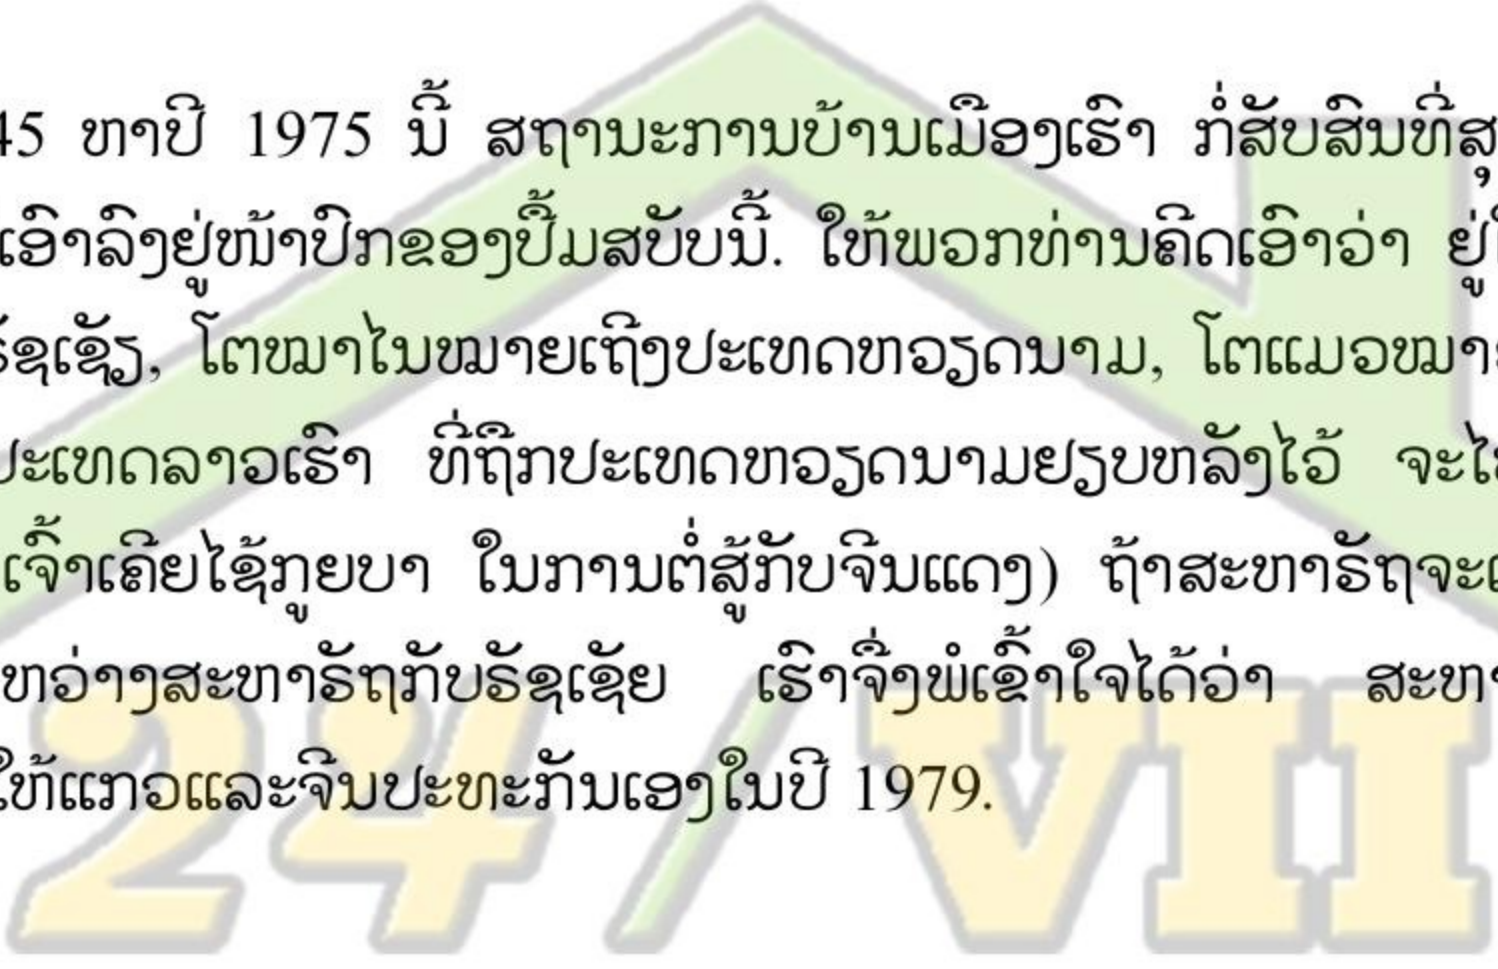 45 ຫາປີ 1975 ນີ້ ສຖານະການບ້ານເມືອງເຮົາ ກໍ່ສັບສົນທີ່ສຸ
ເອົາລົງຢູ່ໜ້າປົກຂອງປື້ມສບັບນີ້. ໃຫ້ພວກທ່ານຄິດເອົາວ່າ ຢູ່
ຣັຊເຊັຽ, ໂຕໝາໄນໝາຍເຖິງປະເທດຫວຽດນາມ, ໂຕແມວໝາຍ
ປະເທດລາວເຮົາ ທີ່ຖືກປະເທດຫວຽດນາມຢຽບຫລັງໄວ້ ຈະໄ
ເຈົ້າເຄີຍໄຊ້ກູຍບາ ໃນການຕໍ່ສູ້ກັບຈີນແດງ) ຖ້າສະຫາຣັຖຈະ
ຫວ່າງສະຫາຣັຖກັບຣັຊເຊັຍ ເຮົາຈຶ່ງພໍເຂົ້າໃຈໄດ້ວ່າ ສະຫາ
ໃຫ້ແກວແລະຈີນປະທະກັນເອງໃນປີ 1979.
24/VII